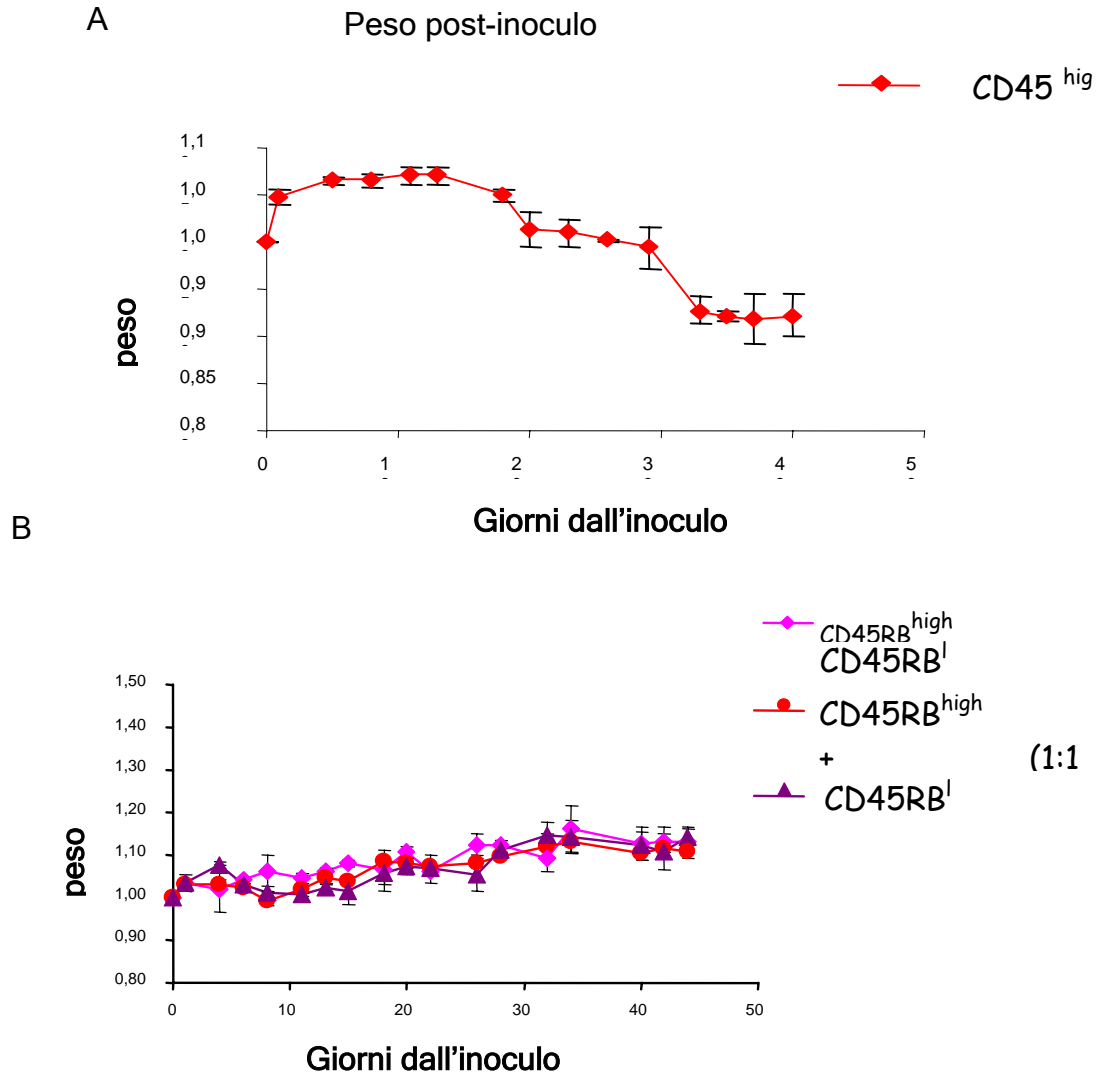 A
Peso post-inoculo
CD45 hig
1,1
1,0
1,0
0,9
0,9
0,85
0,8
peso
0 1 2 3 4 5
Giorni dall'inoculo
B
CD45RBhigh
CD45RBl
CD45RBhigh
+ (1:1
CD45RBl
1,50
1,40
1,30
1,20
1,10
1,00
0,90
0,80
peso
0 10 20 30 40 50
Giorni dall'inoculo